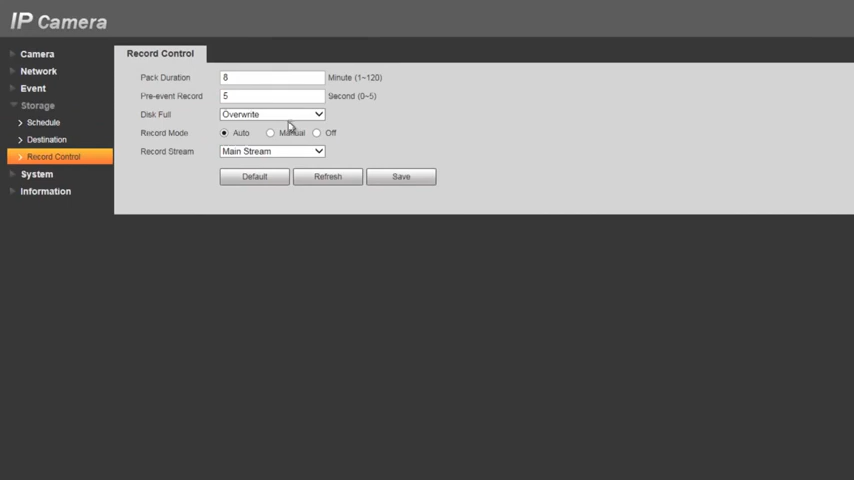 IP Camera
Camera
Network
Event
Storage
Schedule
Destination
Record Control
System
Information
Record Control
Pack Duration 8 Minute (1~120)
Pre-event Record 5 Second (0~5)
Disk Full Overwrite
Record Mode Auto Manual Off
Record Stream Main Stream
Default Refresh Save